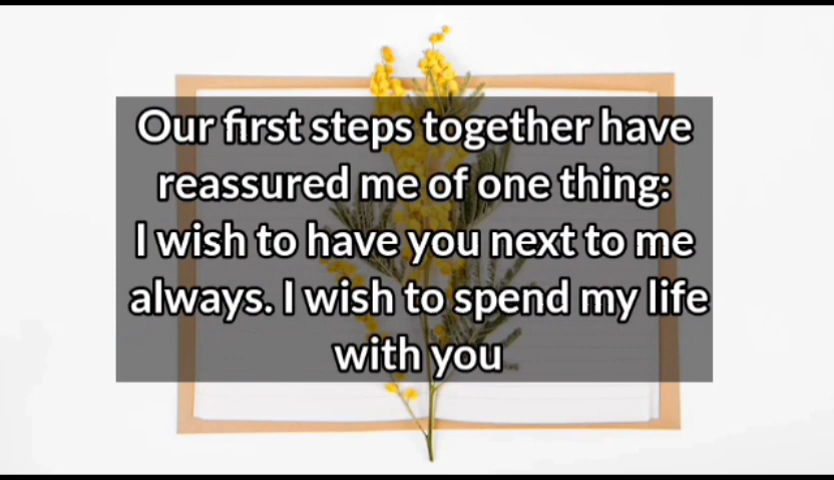 Our first steps together have
reassured me of one thing:
I wish to have you next to me
always. I wish to spend my life
with you